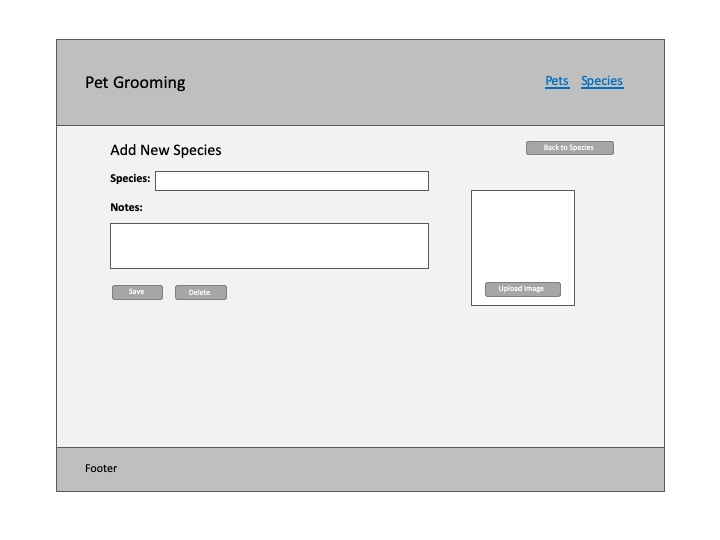 Pet Grooming
Pets Species
Add New Species
Back to Species
Species:
Notes:
Upload Image
Save Delete
Footer